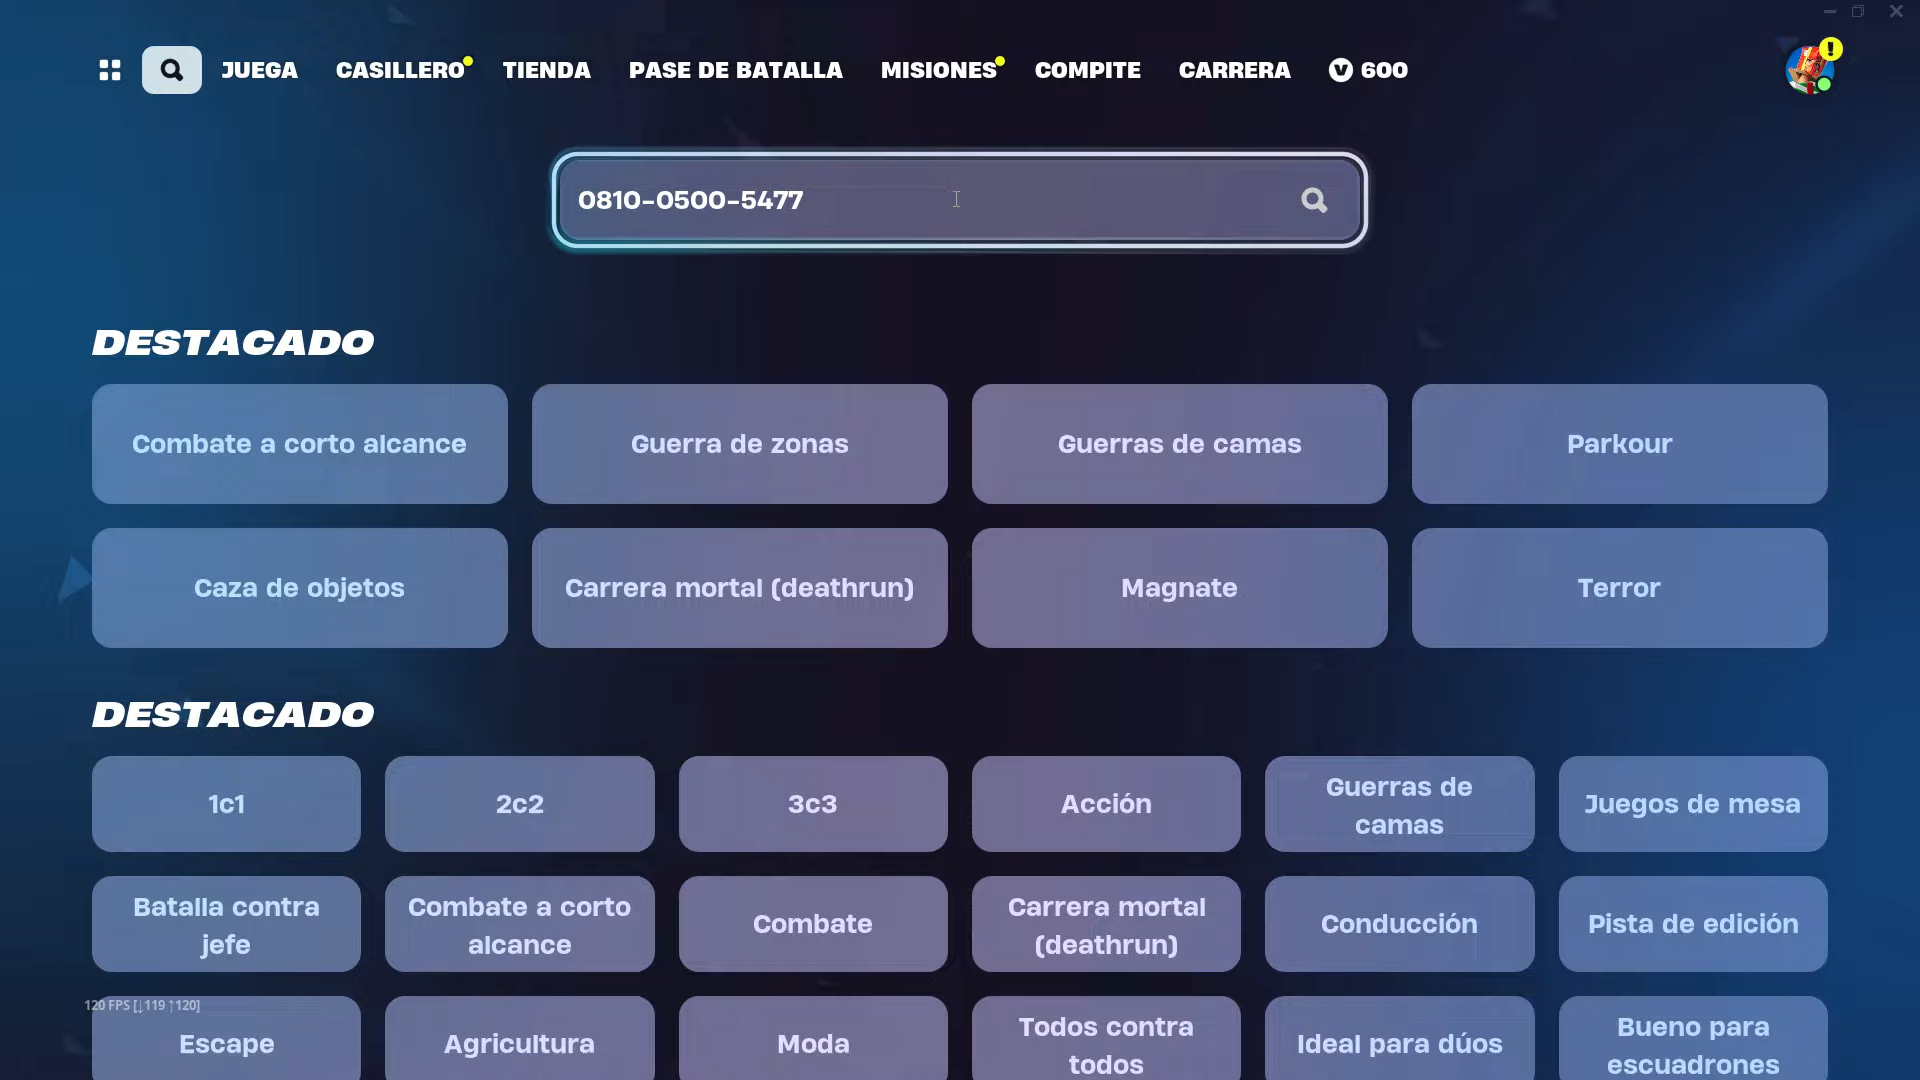 JUEGA CASILLERO TIENDA PASE DE BATALLA MISIONES COMPITE CARRERA V 600 !
0810-0500-5477
DESTACADO
Combate a corto alcance
Guerra de zonas
Guerras de camas
Parkour
Caza de objetos
Carrera mortal (deathrun)
Magnate
Terror
DESTACADO
1c1
2c2
3c3
Acción
Guerras de
camas
Juegos de mesa
Batalla contra
jefe
Combate a corto
alcance
Combate
Carrera mortal
(deathrun)
Conducción
Pista de edición
120 FPS [↓119 ↑120]
Escape
Agricultura
Moda
Todos contra
todos
Ideal para dúos
Bueno para
escuadrones